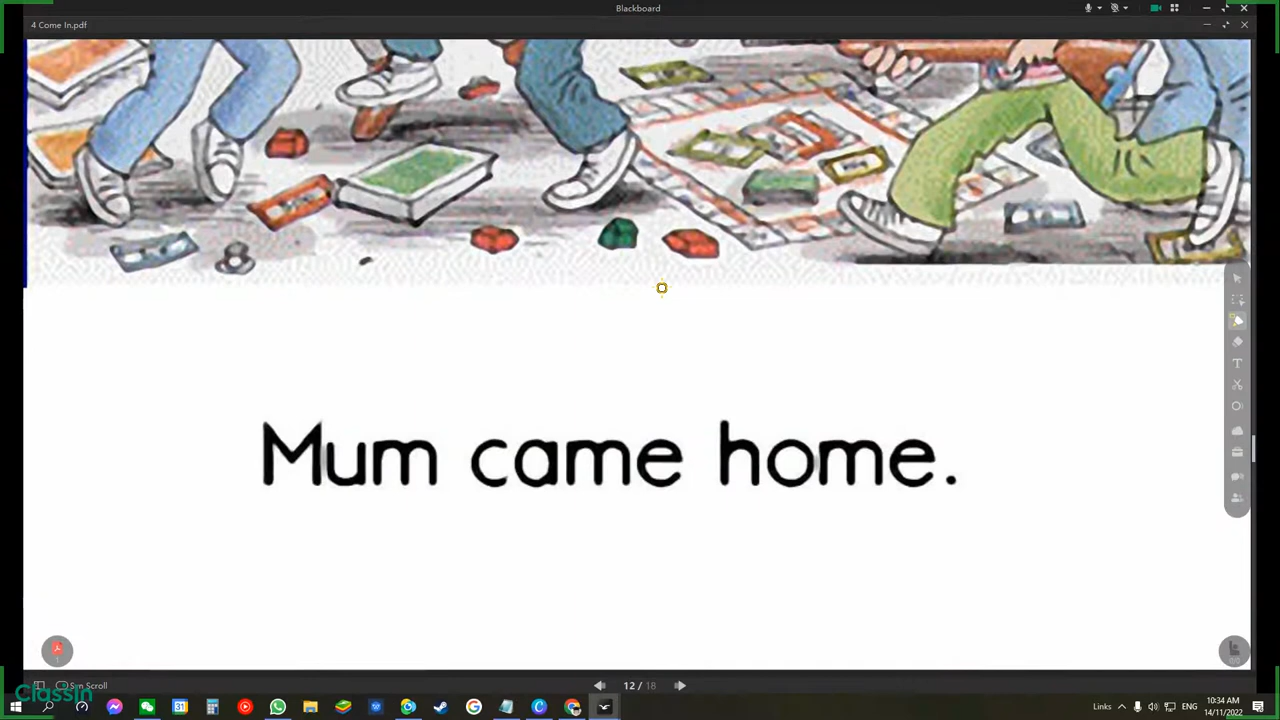 Blackboard
4 Come In.pdf
Mum came home.
12 / 18
Syn Scroll
ClassIn
Links
ENG
10:34 AM
14/11/2022